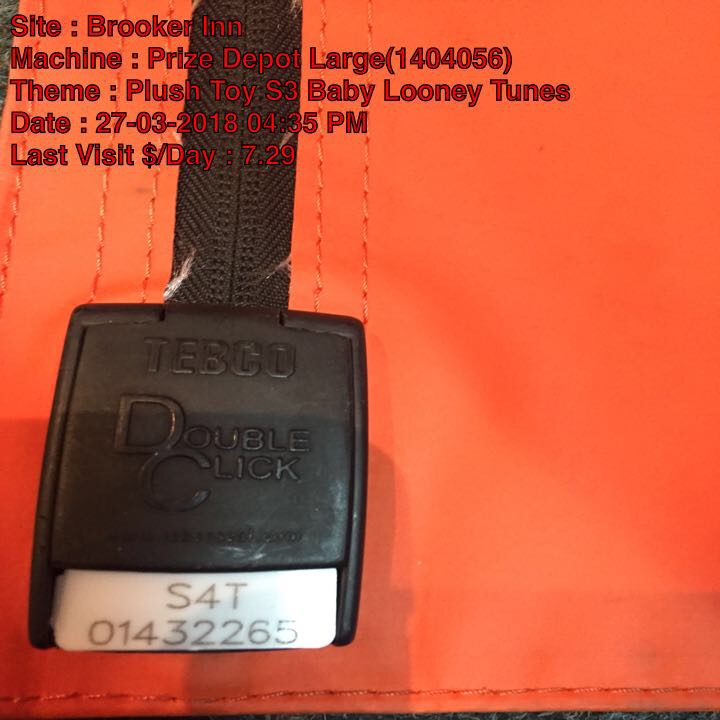 Site : Brooker Inn
Machine : Prize Depot Large(1404056)
Theme : Plush Toy S3 Baby Looney Tunes
Date : 27-03-2018 04:35 PM
Last Visit $/Day : 7.29
TEBCO
DOUBLE
CLICK
S4T
01432265